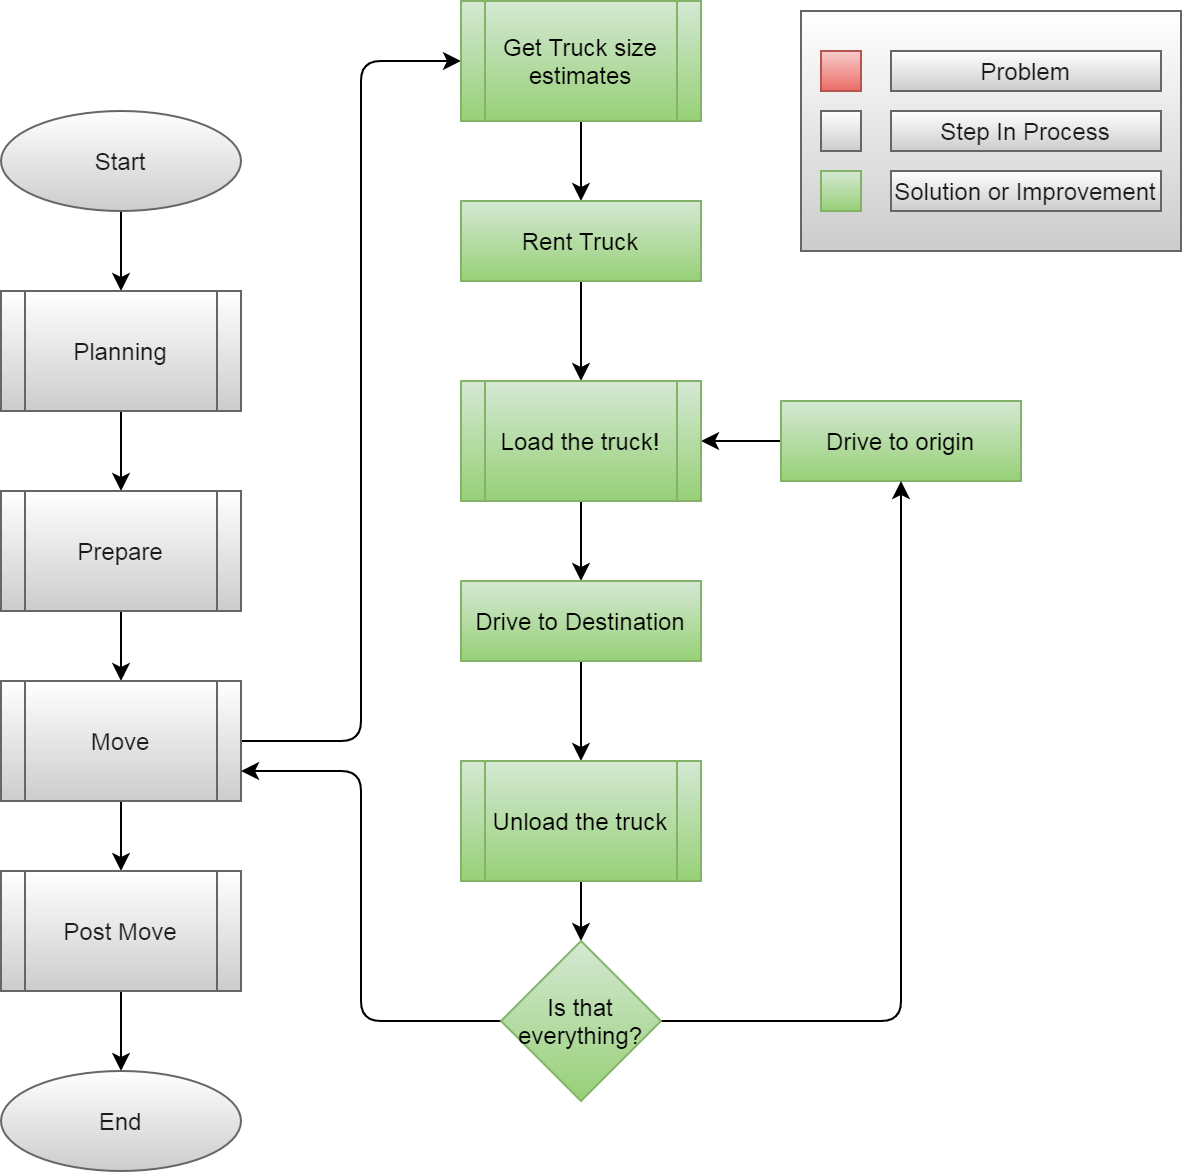 Start
Planning
Prepare
Move
Post Move
End
Get Truck size
estimates
Rent Truck
Load the truck!
Drive to origin
Drive to Destination
Unload the truck
Is that
everything?
Problem
Step In Process
Solution or Improvement